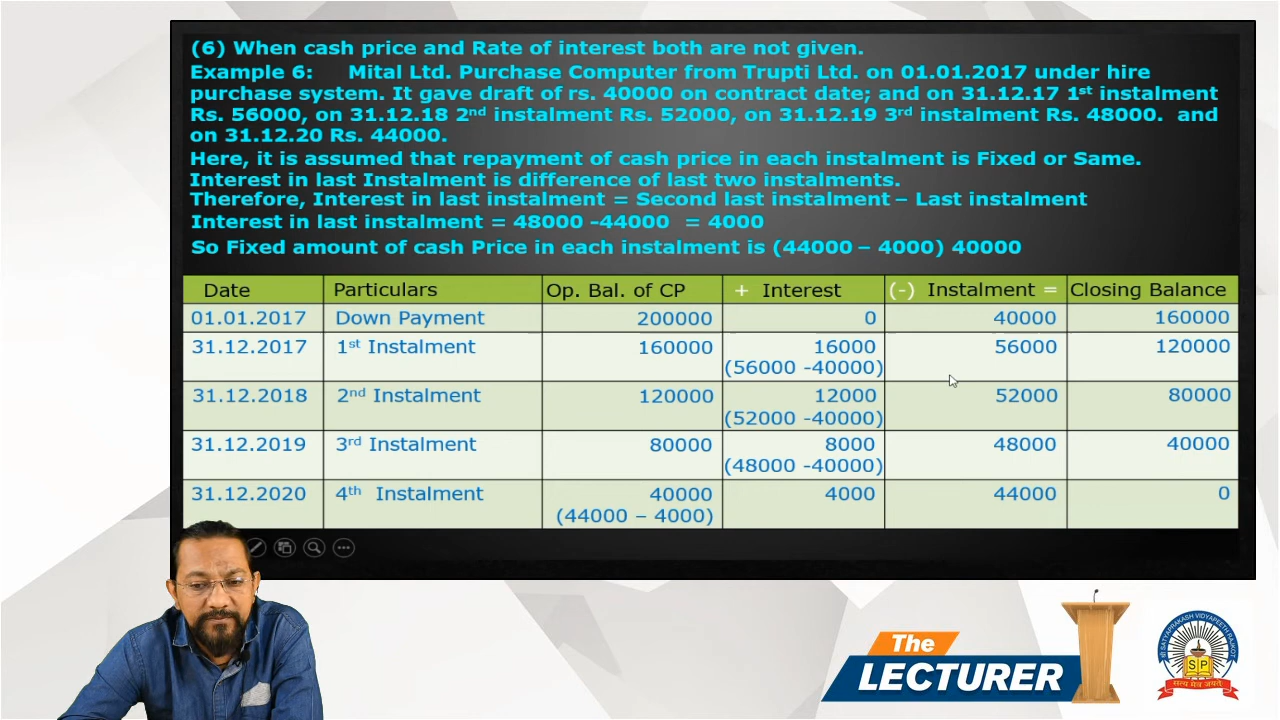 (6) When cash price and Rate of interest both are not given.
Example 6: Mital Ltd. Purchase Computer from Trupti Ltd. on 01.01.2017 under hire
purchase system. It gave draft of rs. 40000 on contract date; and on 31.12.17 1st instalment
Rs. 56000, on 31.12.18 2nd instalment Rs. 52000, on 31.12.19 3rd instalment Rs. 48000. and
on 31.12.20 Rs. 44000.
Here, it is assumed that repayment of cash price in each instalment is Fixed or Same.
Interest in last Instalment is difference of last two instalments.
Therefore, Interest in last instalment = Second last instalment – Last instalment
Interest in last instalment = 48000 -44000 = 4000
So Fixed amount of cash Price in each instalment is (44000 – 4000) 40000
Date Particulars Op. Bal. of CP + Interest (-) Instalment = Closing Balance
01.01.2017 Down Payment 200000 0 40000 160000
31.12.2017 1st Instalment 160000 16000 56000 120000
(56000 -40000)
31.12.2018 2nd Instalment 120000 12000 52000 80000
(52000 -40000)
31.12.2019 3rd Instalment 80000 8000 48000 40000
(48000 -40000)
31.12.2020 4th Instalment 40000 4000 44000 0
(44000 – 4000)
The
LECTURER
SHREE SATYAPRAKASH VIDYAPEETH RAJKOT
SP
सत्य मेव जयते